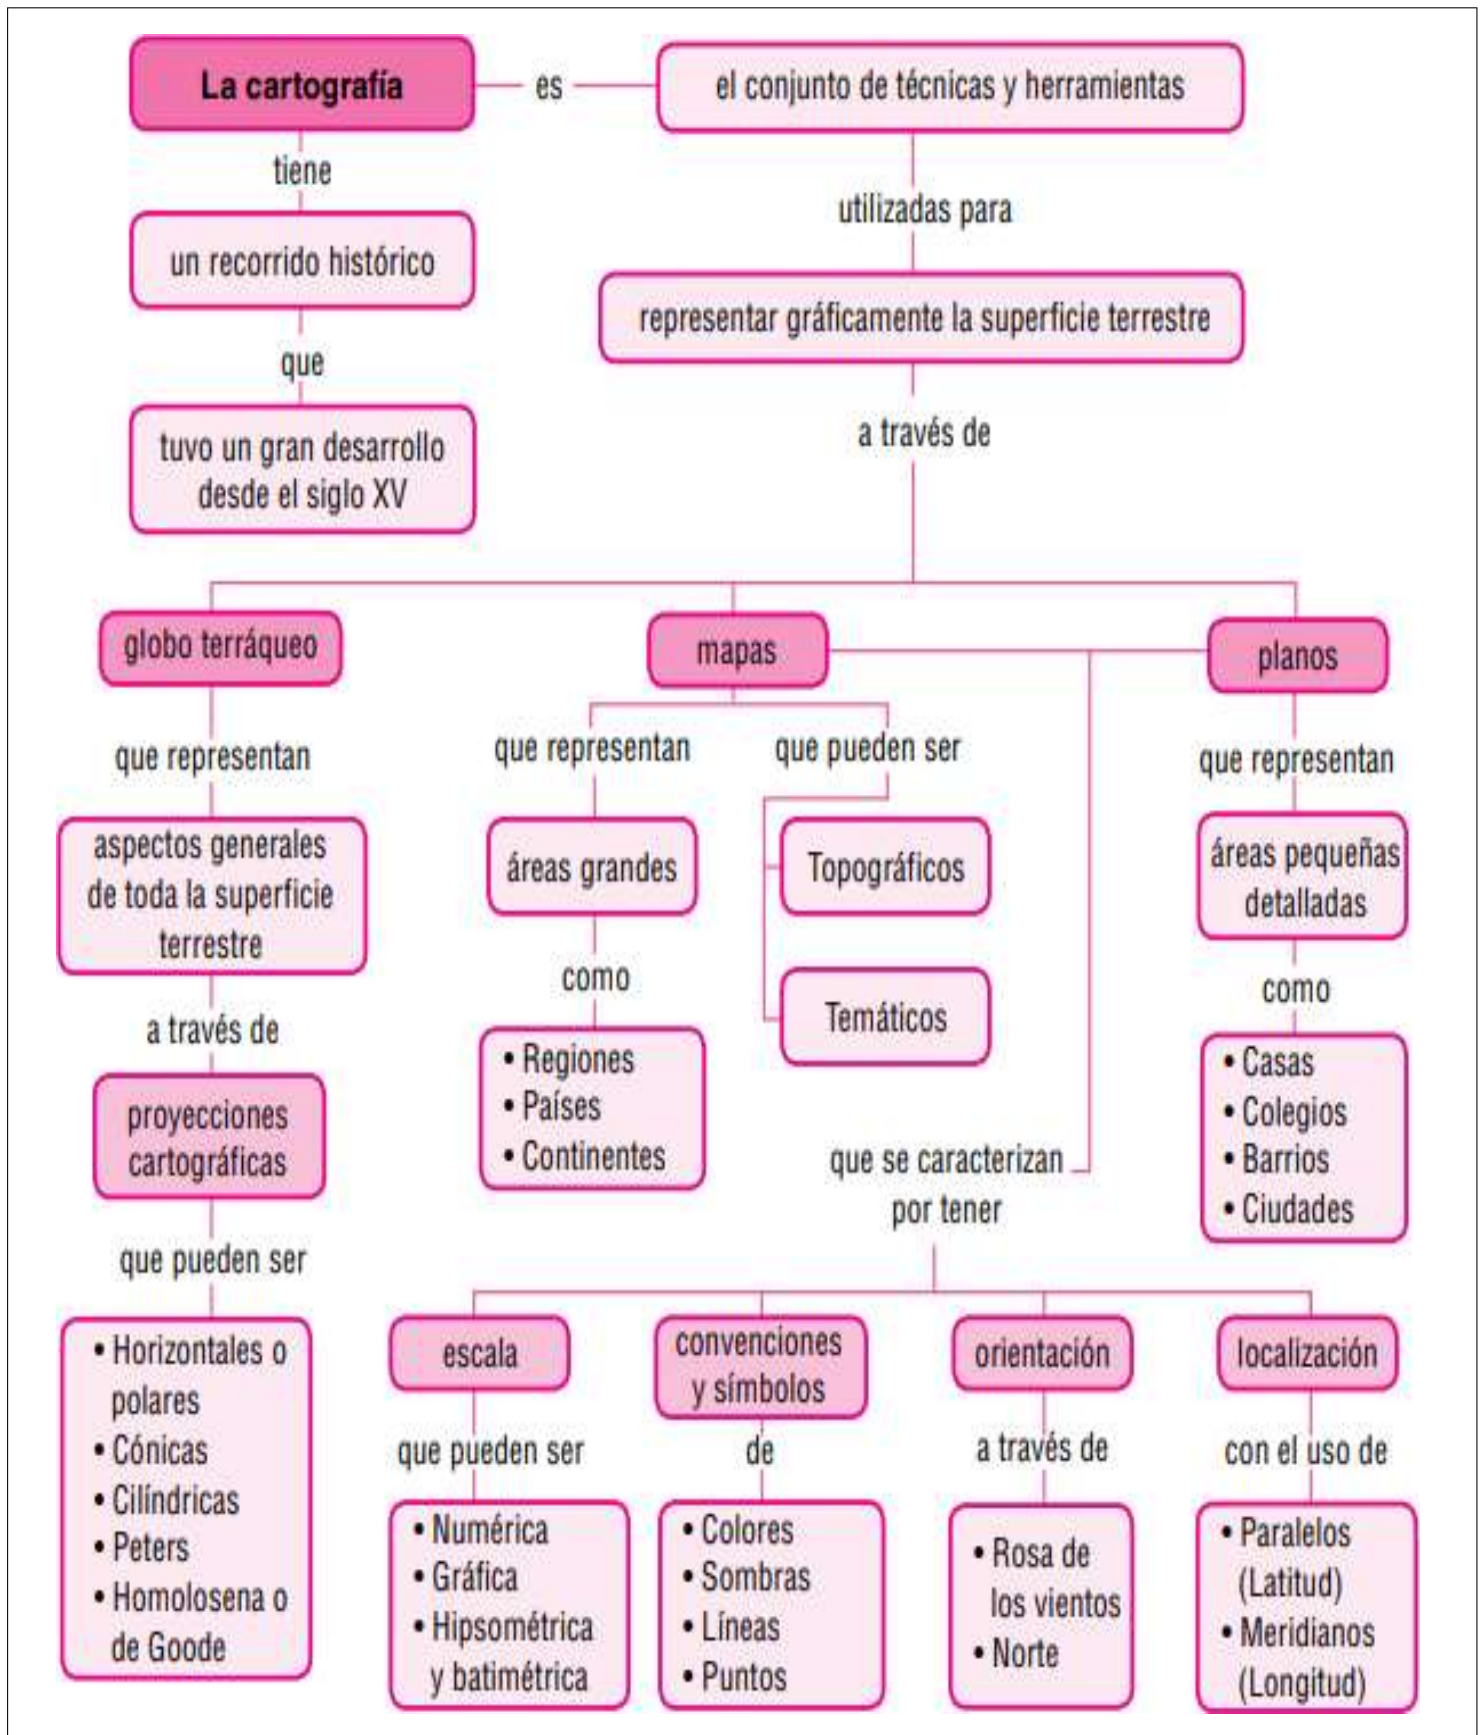 La cartografía
es
el conjunto de técnicas y herramientas
tiene
utilizadas para
un recorrido histórico
representar gráficamente la superficie terrestre
que
a través de
tuvo un gran desarrollo
desde el siglo XV
globo terráqueo
mapas
planos
que representan
que representan
que pueden ser
que representan
aspectos generales
de toda la superficie
terrestre
áreas grandes
Topográficos
áreas pequeñas
detalladas
a través de
como
Temáticos
como
proyecciones
cartográficas
• Regiones
• Países
• Continentes
• Casas
• Colegios
• Barrios
• Ciudades
que se caracterizan
por tener
que pueden ser
• Horizontales o
polares
• Cónicas
• Cilíndricas
• Peters
• Homolosena o
de Goode
escala
convenciones
y símbolos
orientación
localización
que pueden ser
de
a través de
con el uso de
• Numérica
• Gráfica
• Hipsométrica
y batimétrica
• Colores
• Sombras
• Líneas
• Puntos
• Rosa de
los vientos
• Norte
• Paralelos
(Latitud)
• Meridianos
(Longitud)